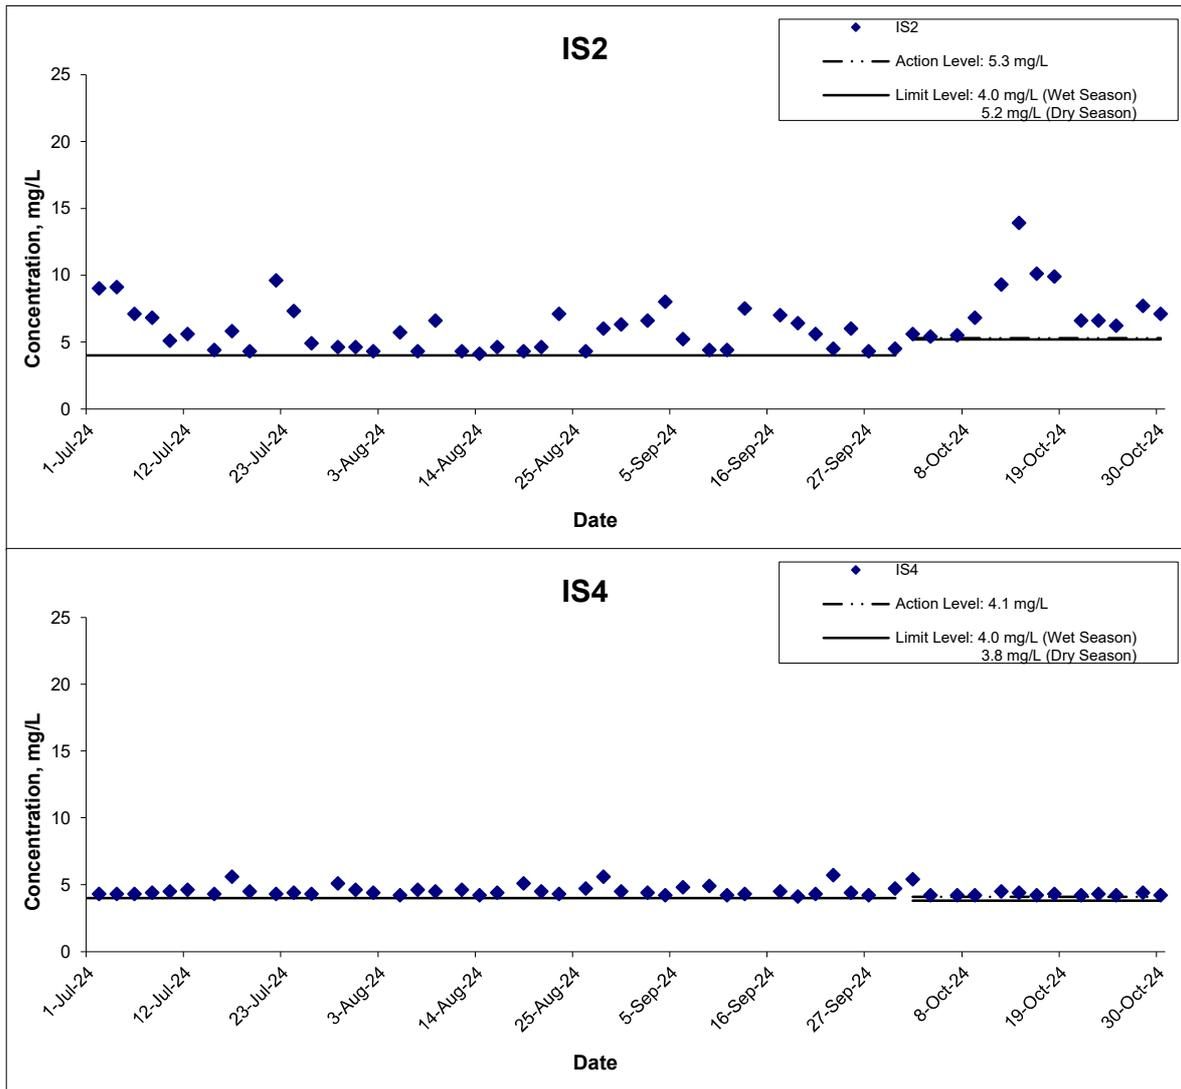 IS2
IS2
Action Level: 5.3 mg/L
Limit Level: 4.0 mg/L (Wet Season)
5.2 mg/L (Dry Season)
25
20
15
10
5
0
Concentration, mg/L
1-Jul-24
12-Jul-24
23-Jul-24
3-Aug-24
14-Aug-24
25-Aug-24
5-Sep-24
16-Sep-24
27-Sep-24
8-Oct-24
19-Oct-24
30-Oct-24
Date
IS4
IS4
Action Level: 4.1 mg/L
Limit Level: 4.0 mg/L (Wet Season)
3.8 mg/L (Dry Season)
25
20
15
10
5
0
Concentration, mg/L
1-Jul-24
12-Jul-24
23-Jul-24
3-Aug-24
14-Aug-24
25-Aug-24
5-Sep-24
16-Sep-24
27-Sep-24
8-Oct-24
19-Oct-24
30-Oct-24
Date